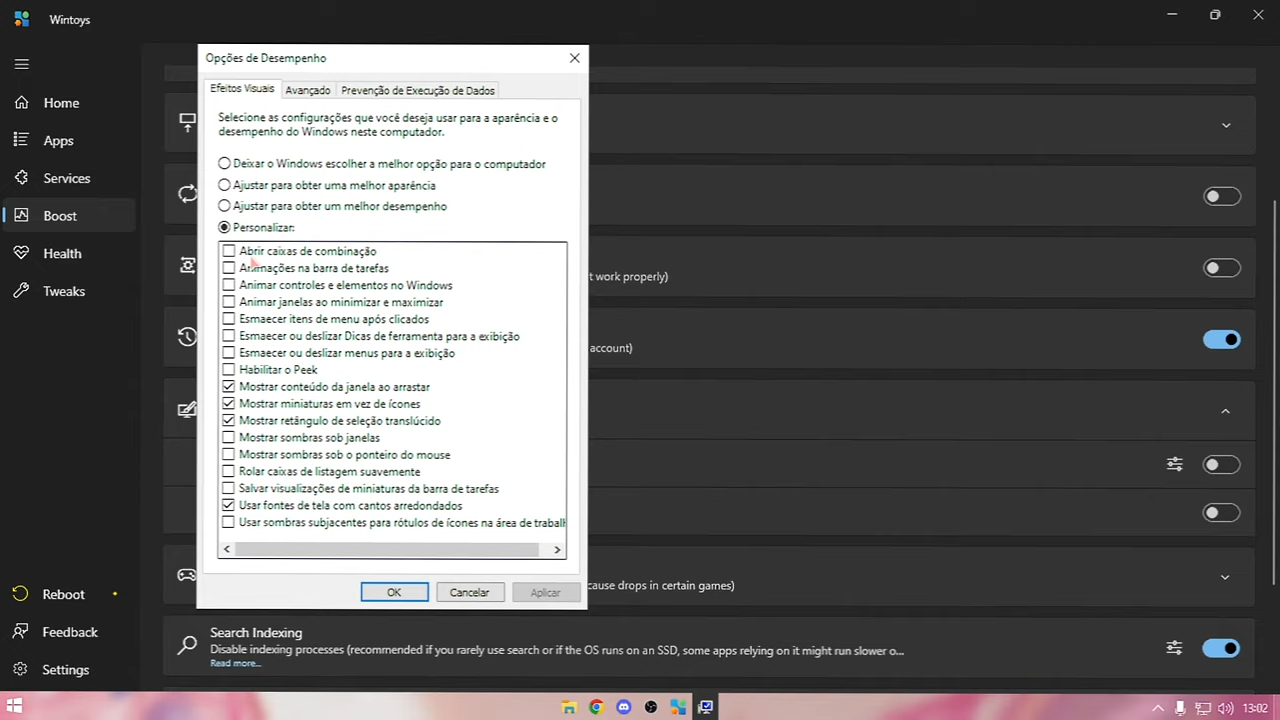 Wintoys
Home
Apps
Services
Boost
Health
Tweaks
Reboot
Feedback
Settings
Opções de Desempenho
Efeitos Visuais
Avançado
Prevenção de Execução de Dados
Selecione as configurações que você deseja usar para a aparência e o
desempenho do Windows neste computador.
Deixar o Windows escolher a melhor opção para o computador
Ajustar para obter uma melhor aparência
Ajustar para obter um melhor desempenho
Personalizar:
Abrir caixas de combinação
Animações na barra de tarefas
Animar controles e elementos no Windows
Animar janelas ao minimizar e maximizar
Esmaecer itens de menu após clicados
Esmaecer ou deslizar Dicas de ferramenta para a exibição
Esmaecer ou deslizar menus para a exibição
Habilitar o Peek
Mostrar conteúdo da janela ao arrastar
Mostrar miniaturas em vez de ícones
Mostrar retângulo de seleção translúcido
Mostrar sombras sob janelas
Mostrar sombras sob o ponteiro do mouse
Rolar caixas de listagem suavemente
Salvar visualizações de miniaturas da barra de tarefas
Usar fontes de tela com cantos arredondados
Usar sombras subjacentes para rótulos de ícones na área de trabal
OK
Cancelar
Aplicar
t work properly)
account)
cause drops in certain games)
Search Indexing
Disable indexing processes (recommended if you rarely use search or if the OS runs on an SSD, some apps relying on it might run slower o...
Read more...
13:02